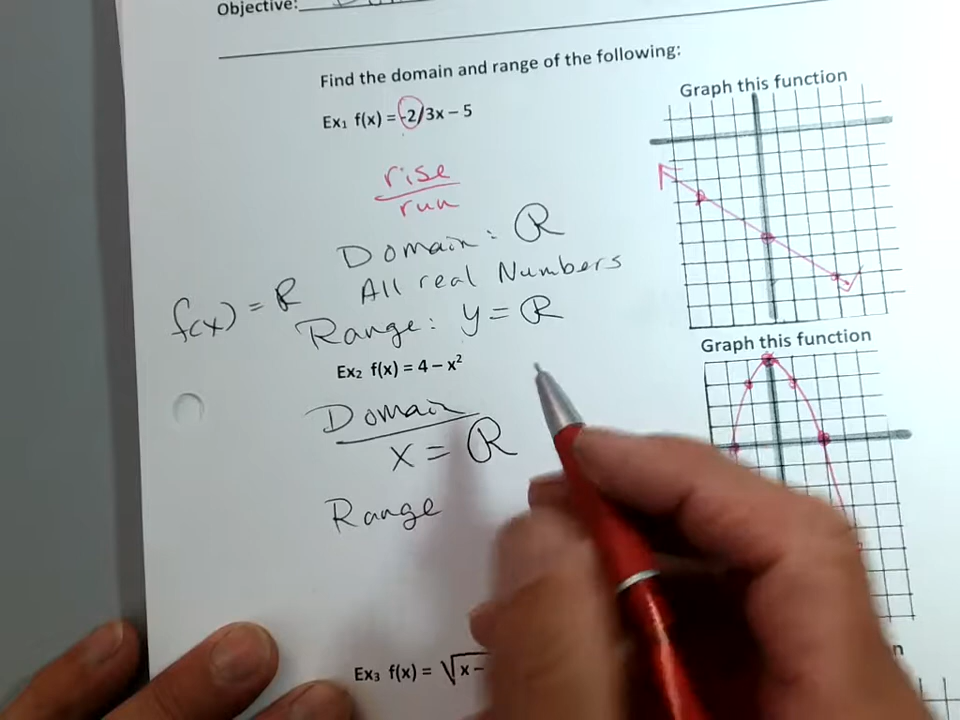 Objective:
Find the domain and range of the following:
Graph this function
Ex₁ f(x) = -2/3x – 5
rise
run
Domain: ℝ
All real Numbers
f(x) = ℝ
Range: y = ℝ
Graph this function
Ex₂ f(x) = 4 – x²
Domain
x = ℝ
Range
Ex₃ f(x) = √x –